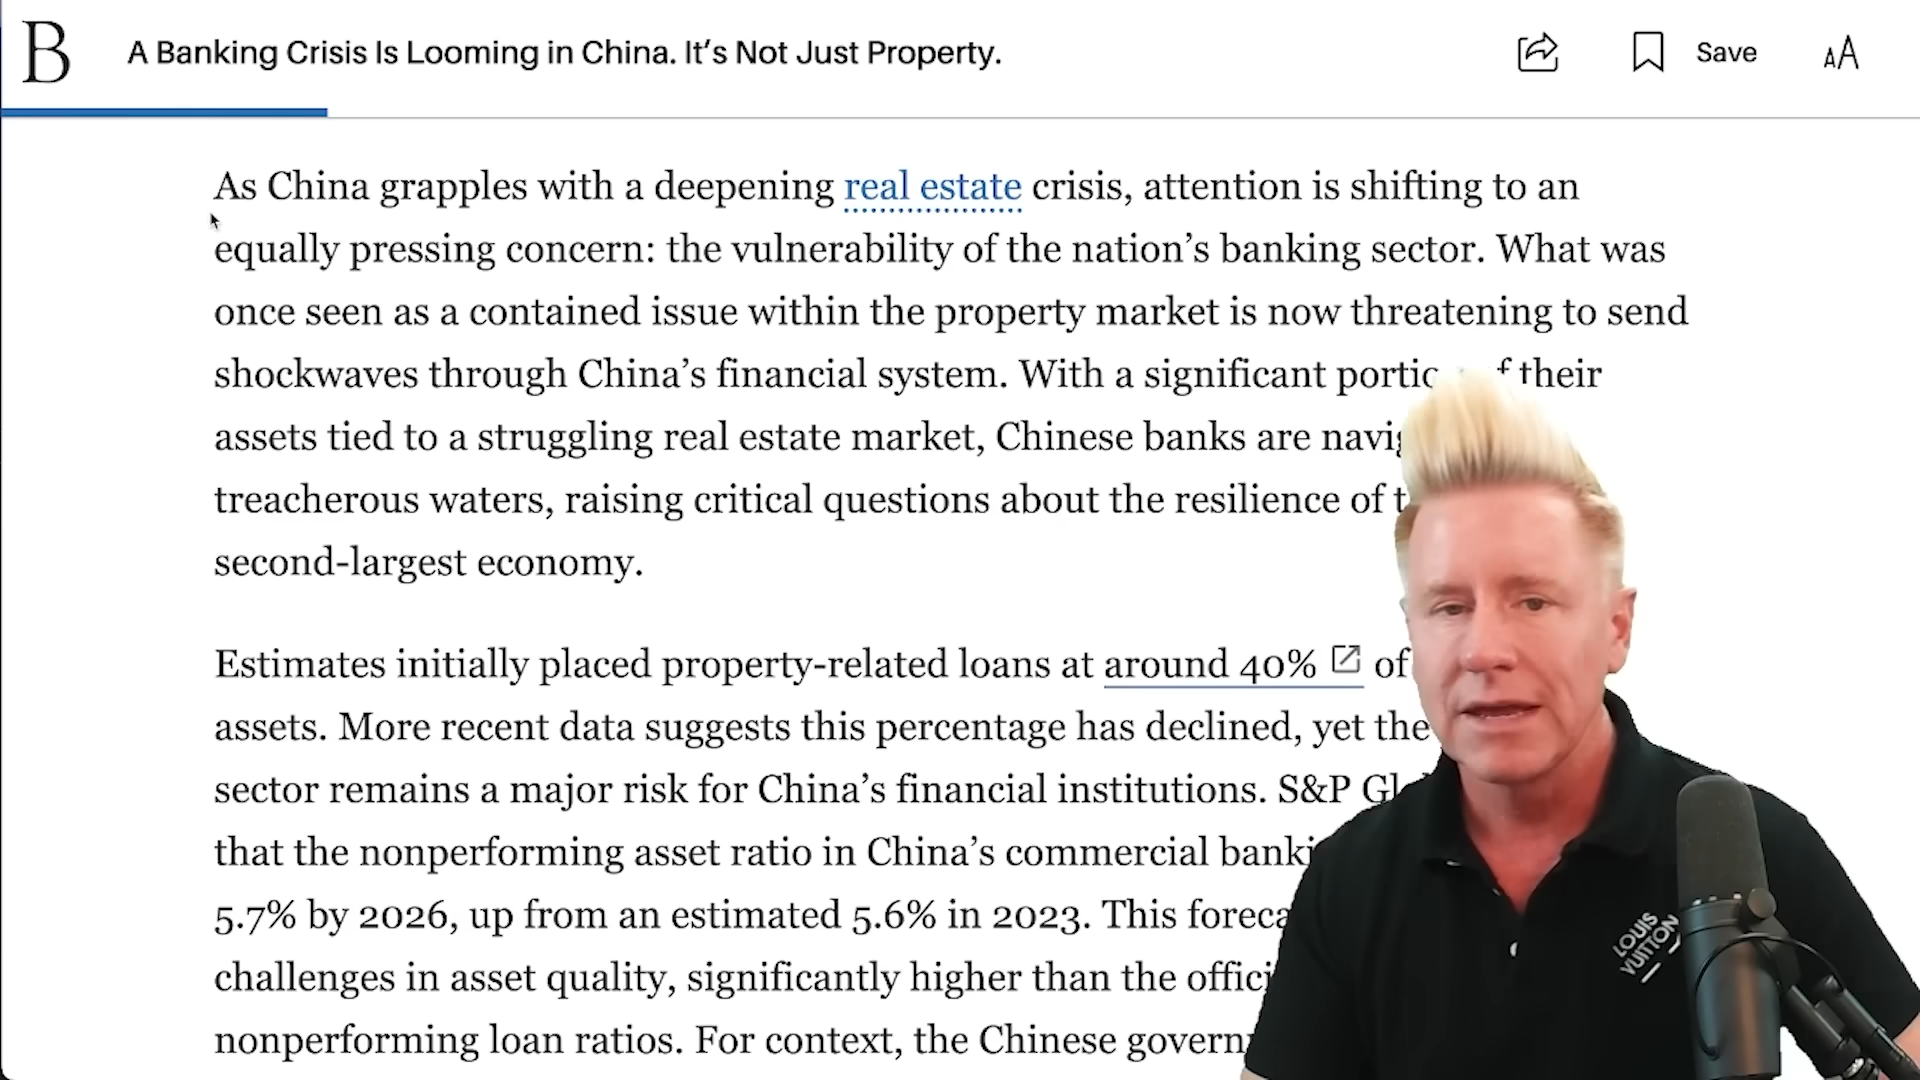 B
A Banking Crisis Is Looming in China. It’s Not Just Property.
Save
AA
As China grapples with a deepening real estate crisis, attention is shifting to an
equally pressing concern: the vulnerability of the nation’s banking sector. What was
once seen as a contained issue within the property market is now threatening to send
shockwaves through China’s financial system. With a significant their
assets tied to a struggling real estate market, Chinese banks are
treacherous waters, raising critical questions about the resilience of
second-largest economy.
Estimates initially placed property-related loans at around 40% of
assets. More recent data suggests this percentage has declined, yet the
sector remains a major risk for China’s financial institutions. S&P
that the nonperforming asset ratio in China’s commercial
5.7% by 2026, up from an estimated 5.6% in 2023. This
challenges in asset quality, significantly higher than the
nonperforming loan ratios. For context, the Chinese
LOUIS
VUITTON